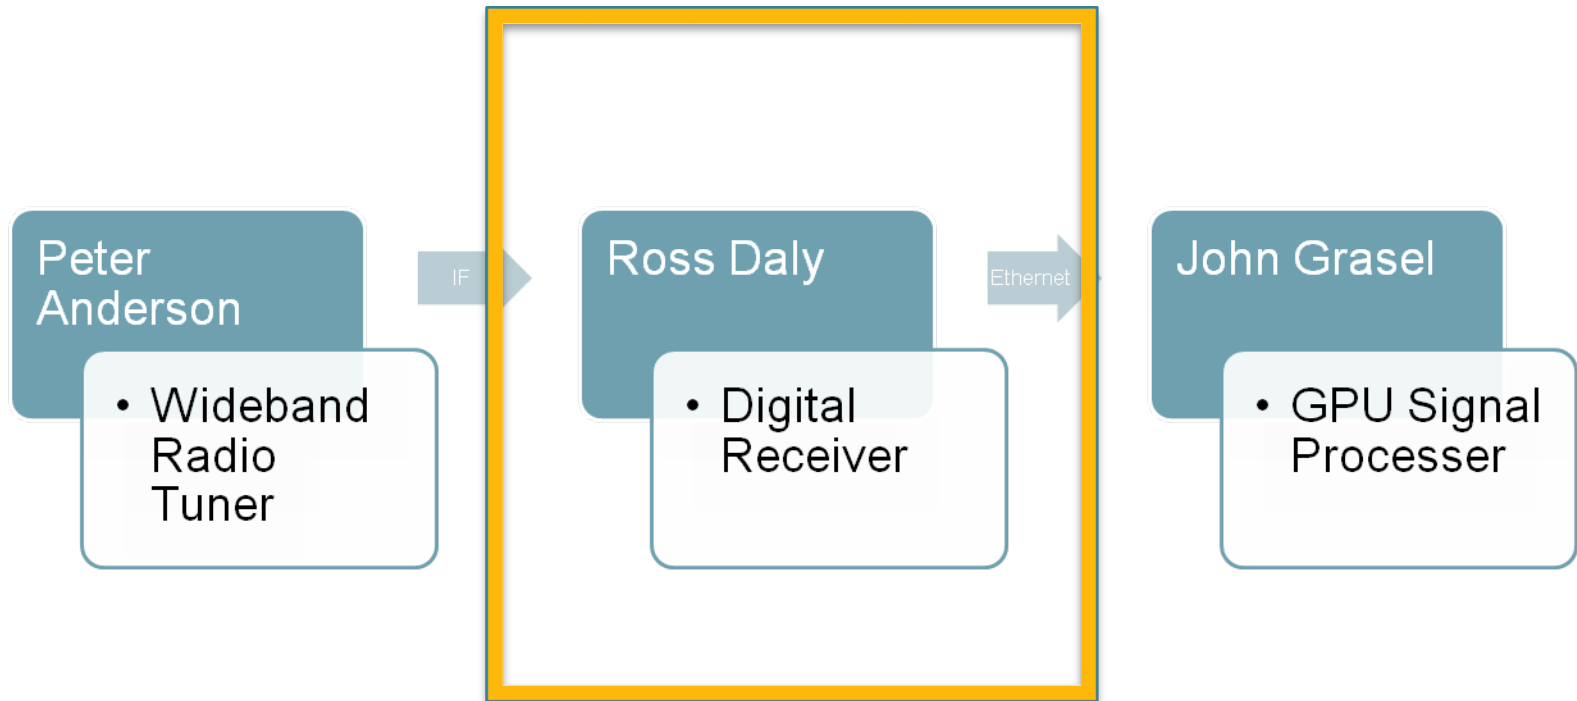 Peter
Anderson
• Wideband
Radio
Tuner
IF
Ross Daly
• Digital
Receiver
Ethernet
John Grasel
• GPU Signal
Processer